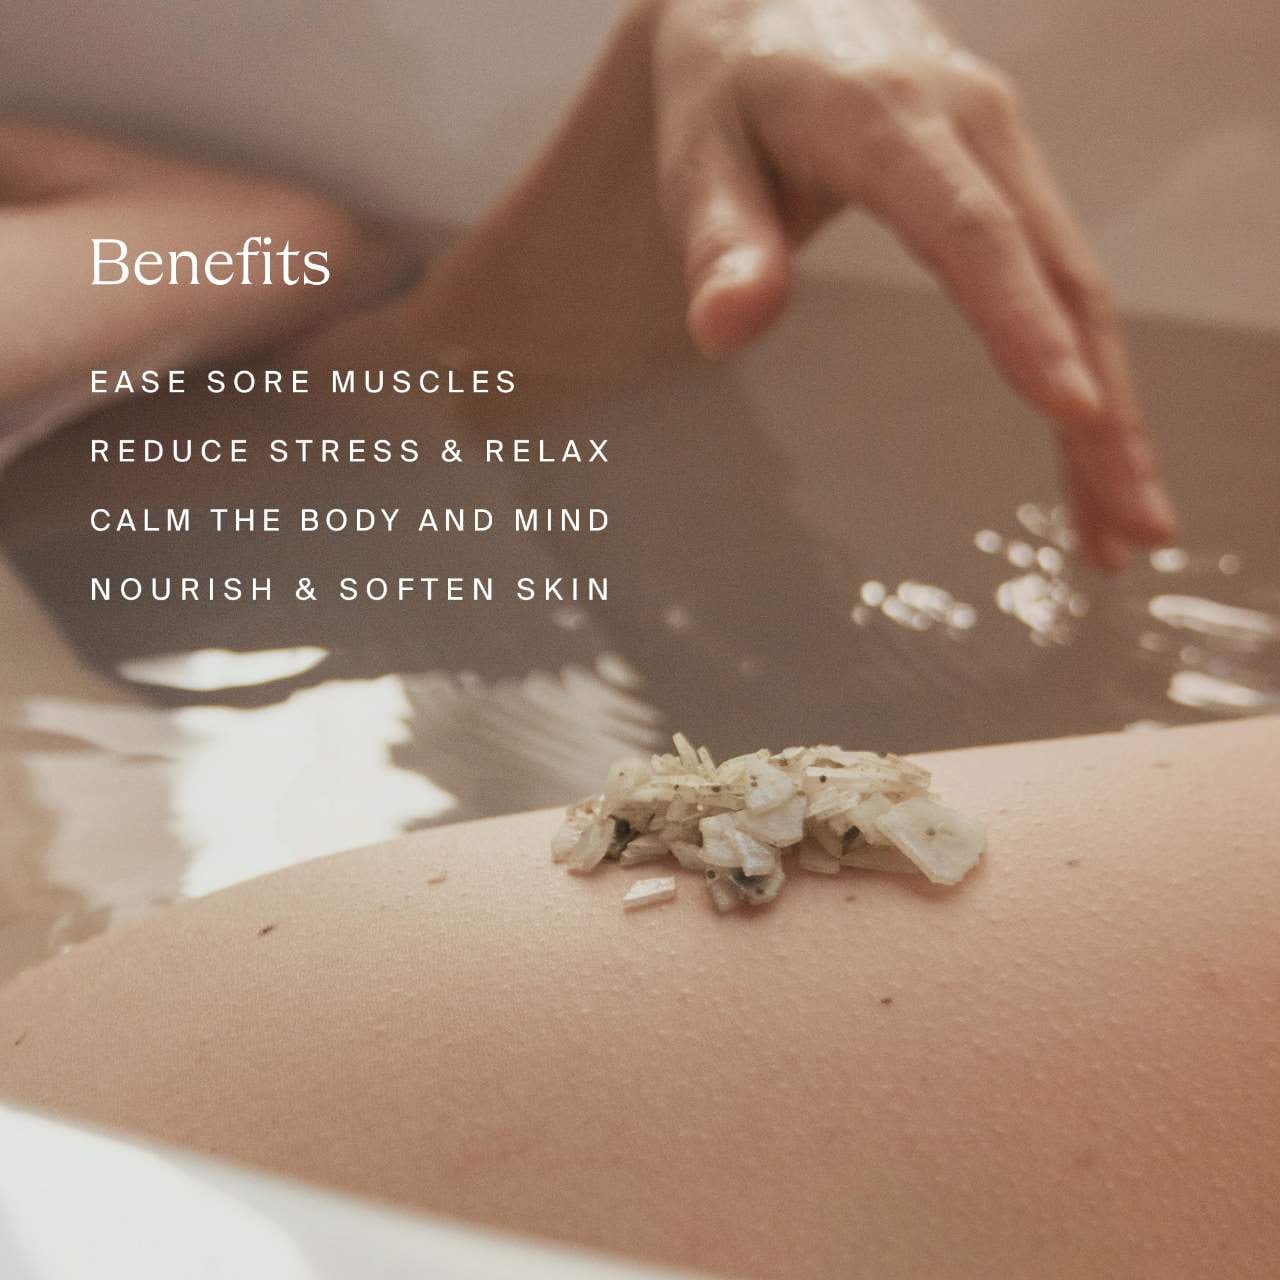 Benefits
EASE SORE MUSCLES
REDUCE STRESS & RELAX
CALM THE BODY AND MIND
NOURISH & SOFTEN SKIN